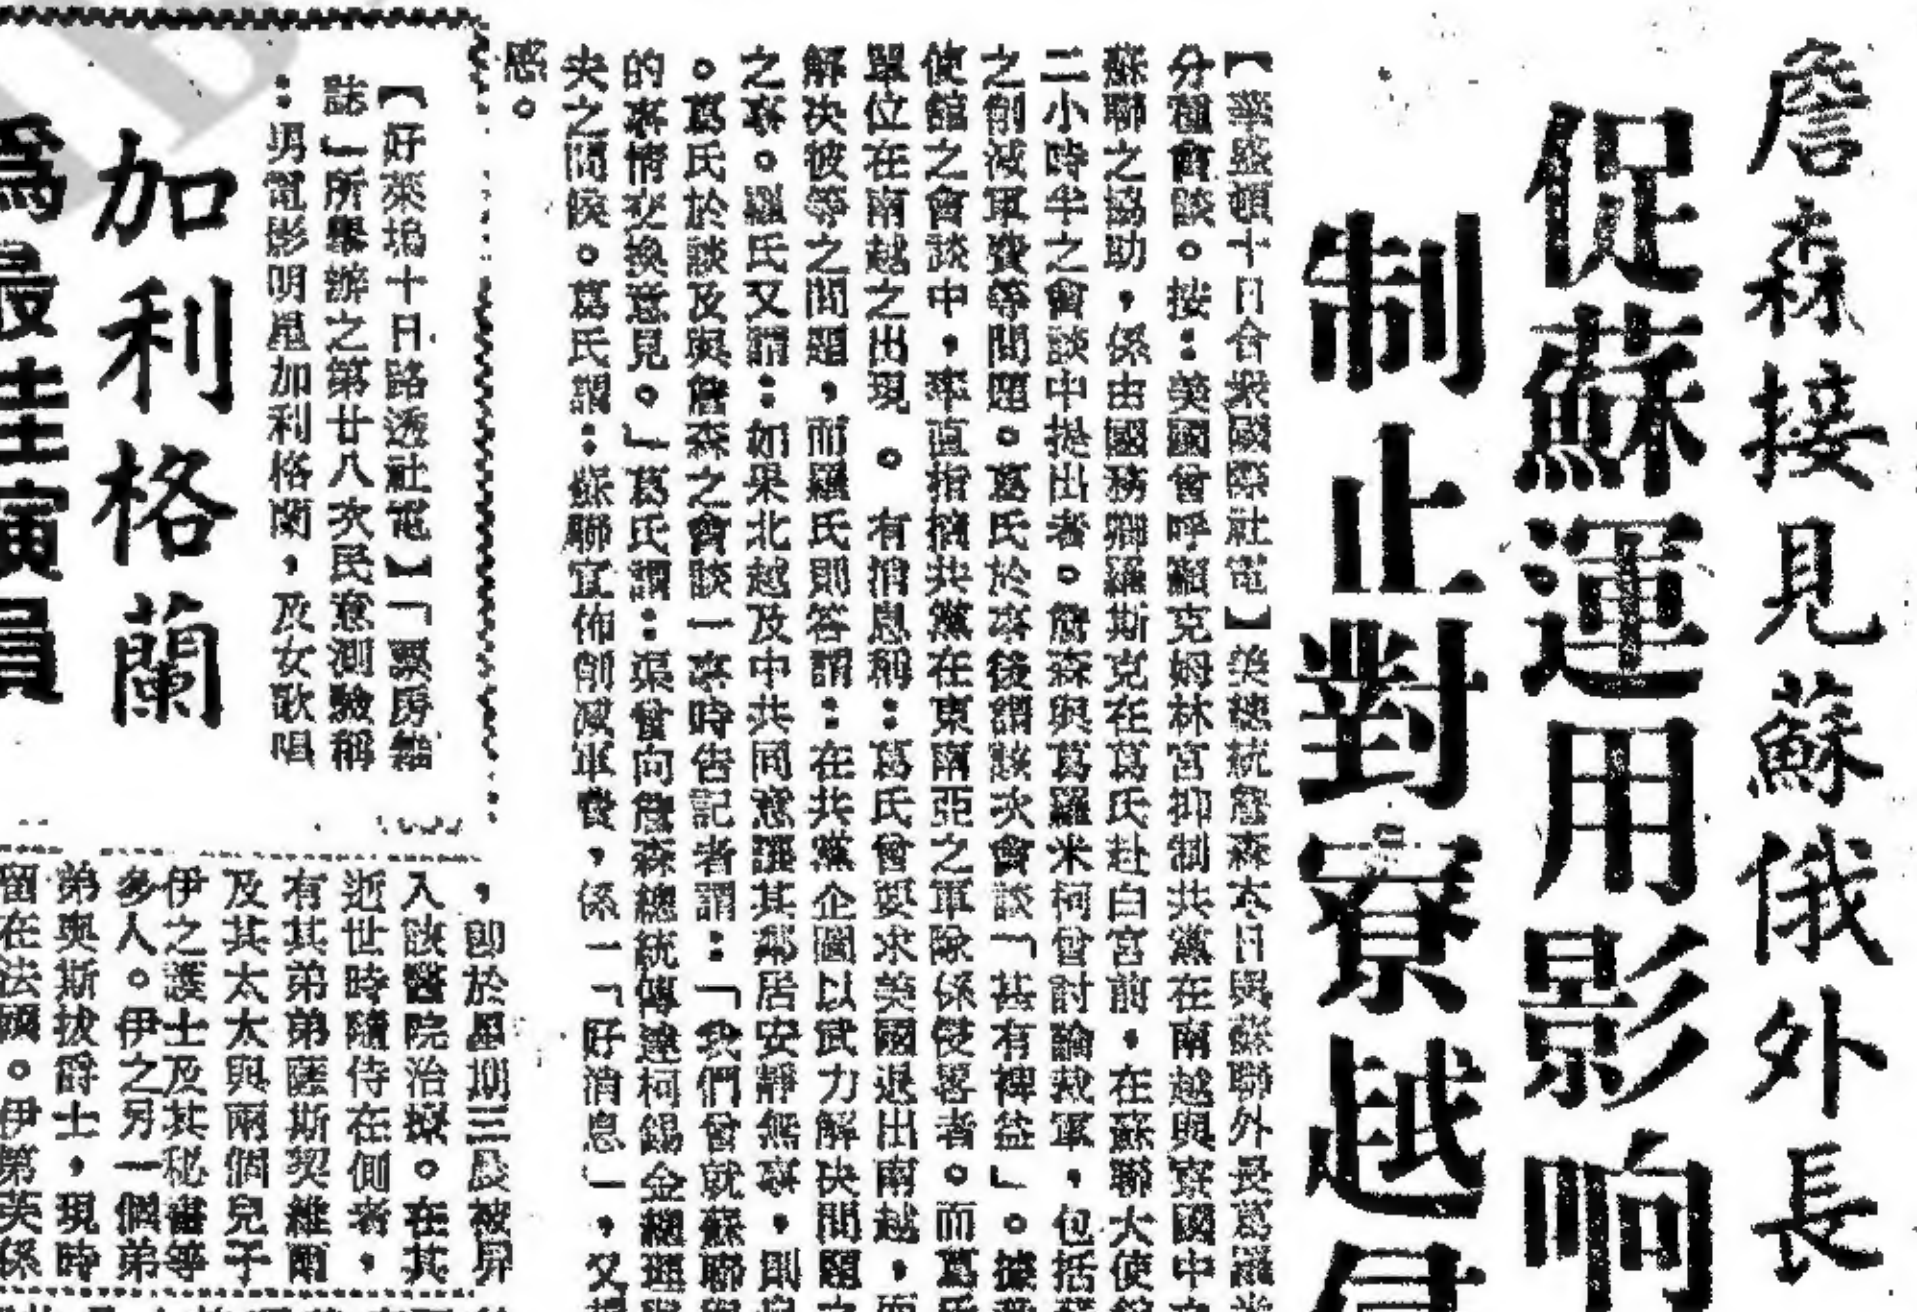 詹森接見蘇俄外長
促蘇運用影响
制止對寮越侵
【華盛頓十日合衆國際社電】美總統詹森本日與蘇聯外長葛羅米
分種會談。按：美國曾呼籲克姆林宮抑制共黨在南越與寮國中
蘇聯之協助，係由國務卿羅斯克在葛氏赴白宮前，在蘇聯大使館
二小時半之會談中提出者。詹森與葛羅米柯曾討論裁軍，包括
之削減軍費等問題。葛氏於事後謂該次會談「甚有裨益」。據
使館之會談中，率直指摘共黨在東南亞之軍隊係侵畧者。而葛氏
單位在南越之出現。有消息稱：葛氏曾要求美國退出南越，而
解決彼等之問題，而羅氏則答謂：在共黨企圖以武力解決問題之
之事。羅氏又謂：如果北越及中共同意讓其鄰居安靜無事，則
。葛氏於談及與詹森之會談一事時告記者謂：「我們曾就蘇聯與
的事情交換意見。」葛氏謂：渠曾向詹森總統傳達柯錫金總理與
央之問候。葛氏謂：蘇聯宣佈削減軍費，係一「好消息」，又
感。
加利格蘭
爲最佳演員
【好萊塢十日路透社電】「票房雜
誌」所舉辦之第廿八次民意測驗稱
：男電影明星加利格蘭，及女歌唱
，即於星期三晨被舁
入該醫院治療。在其
逝世時隨侍在側者，
有其弟弟薩斯契維爾
及其太太與兩個兒子
伊之護士及其秘書等
多人。伊之另一個弟
弟與斯拔爵士，現時
留在法國。伊第英係